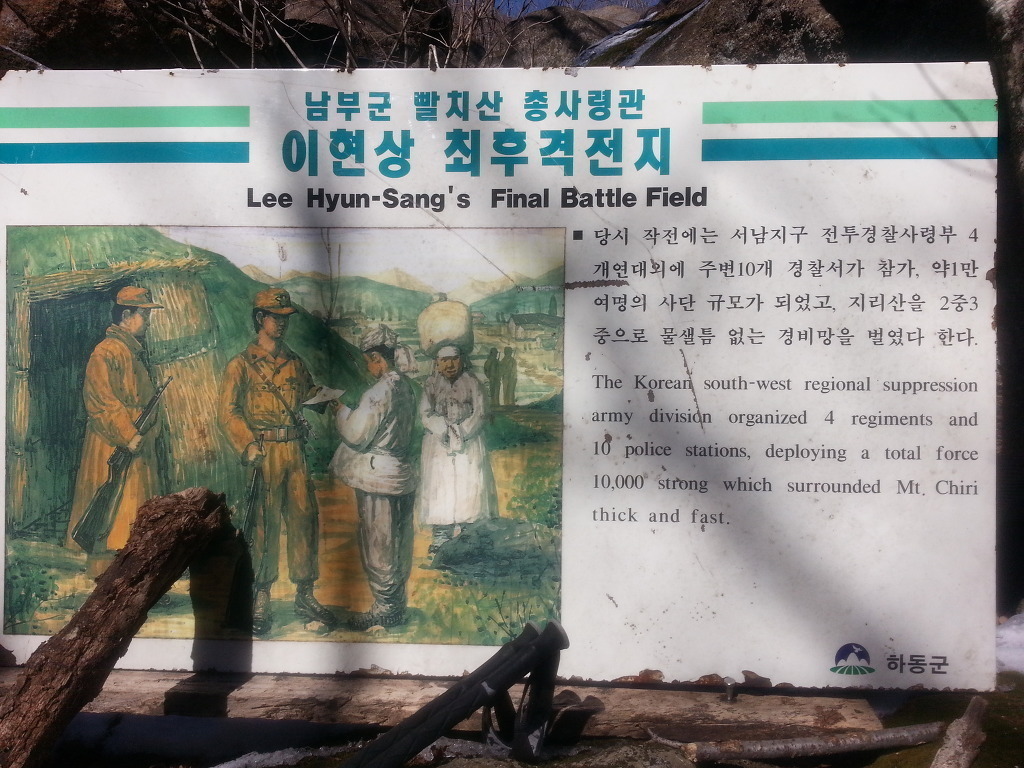 남부군 빨치산 총사령관
이현상 최후격전지
Lee Hyun-Sang's Final Battle Field
■ 당시 작전에는 서남지구 전투경찰사령부 4
개연대외에 주변10개 경찰서가 참가, 약1만
여명의 사단 규모가 되었고, 지리산을 2중3
중으로 물샐틈 없는 경비망을 벌였다 한다.
The Korean south-west regional suppression
army division organized 4 regiments and
10 police stations, deploying a total force
10,000 strong which surrounded Mt. Chiri
thick and fast.
하동군